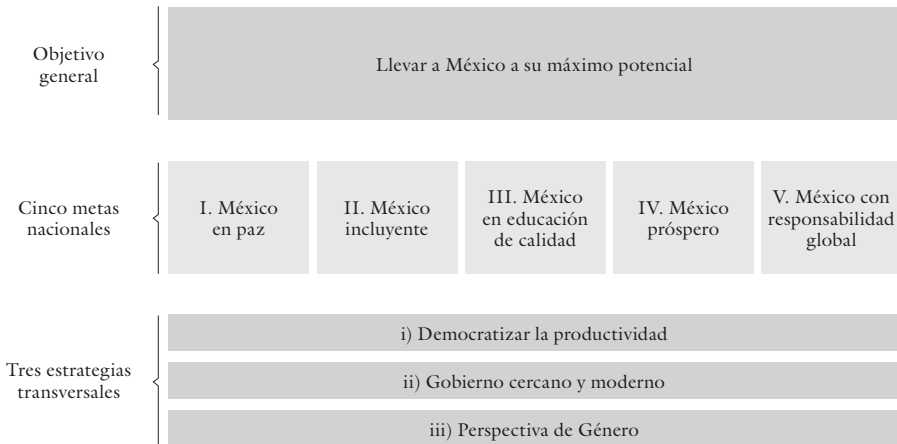 Objetivo
general
Llevar a México a su máximo potencial
Cinco metas
nacionales
I. México
en paz
II. México
incluyente
III. México
en educación
de calidad
IV. México
próspero
V. México con
responsabilidad
global
Tres estrategias
transversales
i) Democratizar la productividad
ii) Gobierno cercano y moderno
iii) Perspectiva de Género